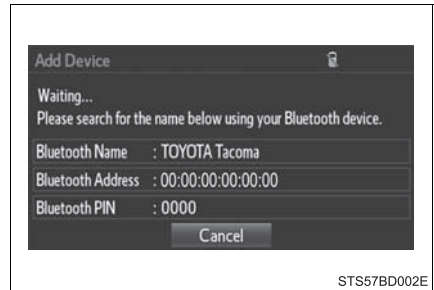 Add Device
Waiting...
Please search for the name below using your Bluetooth device.
Bluetooth Name : TOYOTA Tacoma
Bluetooth Address : 00:00:00:00:00:00
Bluetooth PIN : 0000
Cancel
STS57BD002E